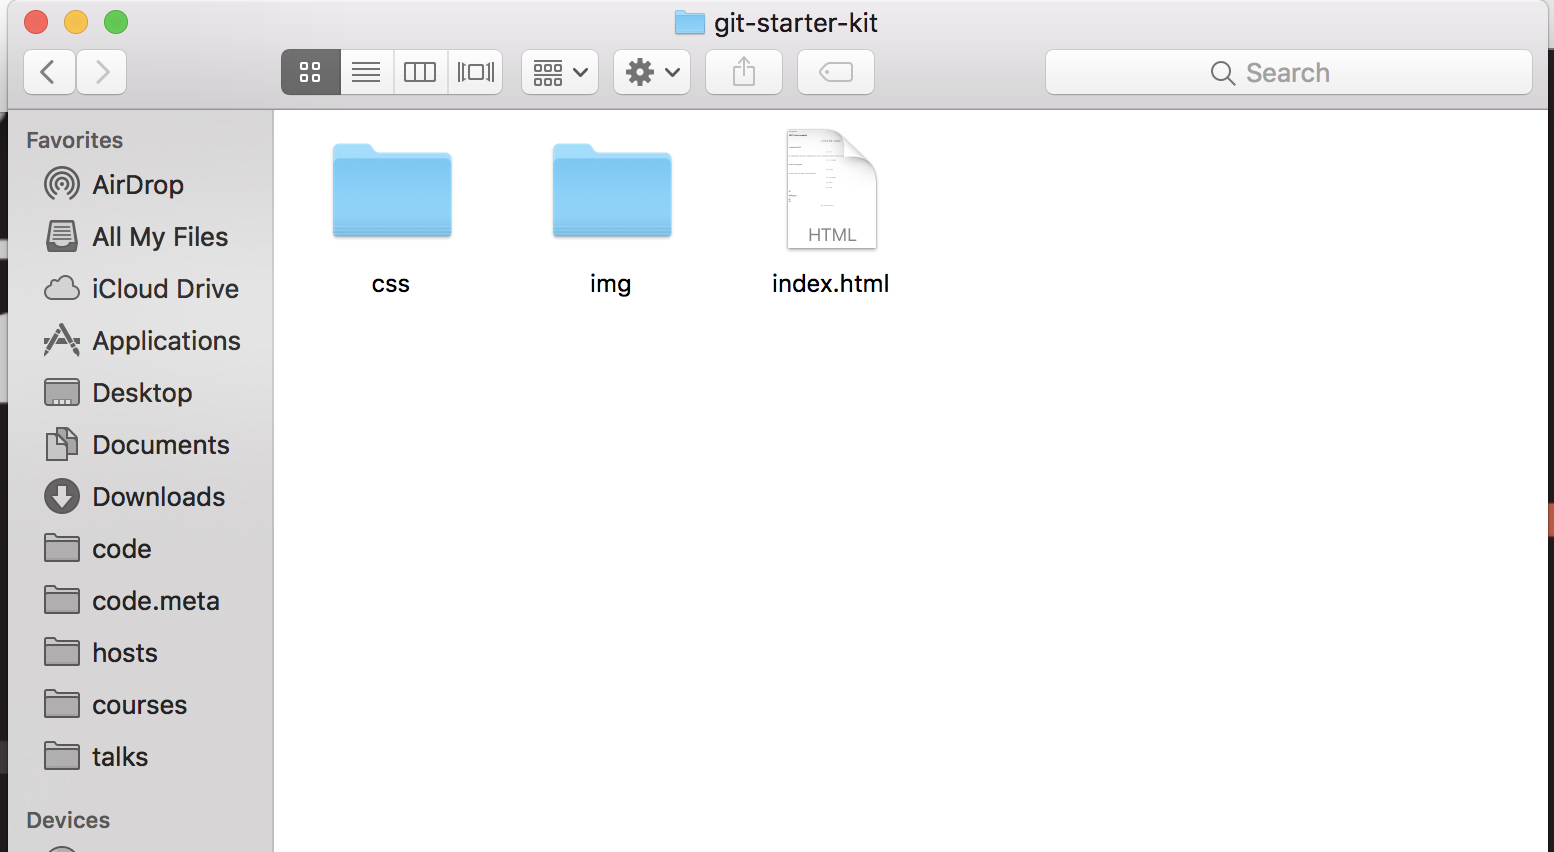 git-starter-kit
Search
Favorites
AirDrop
All My Files
iCloud Drive
Applications
Desktop
Documents
Downloads
code
code.meta
hosts
courses
talks
Devices
HTML
css
img
index.html